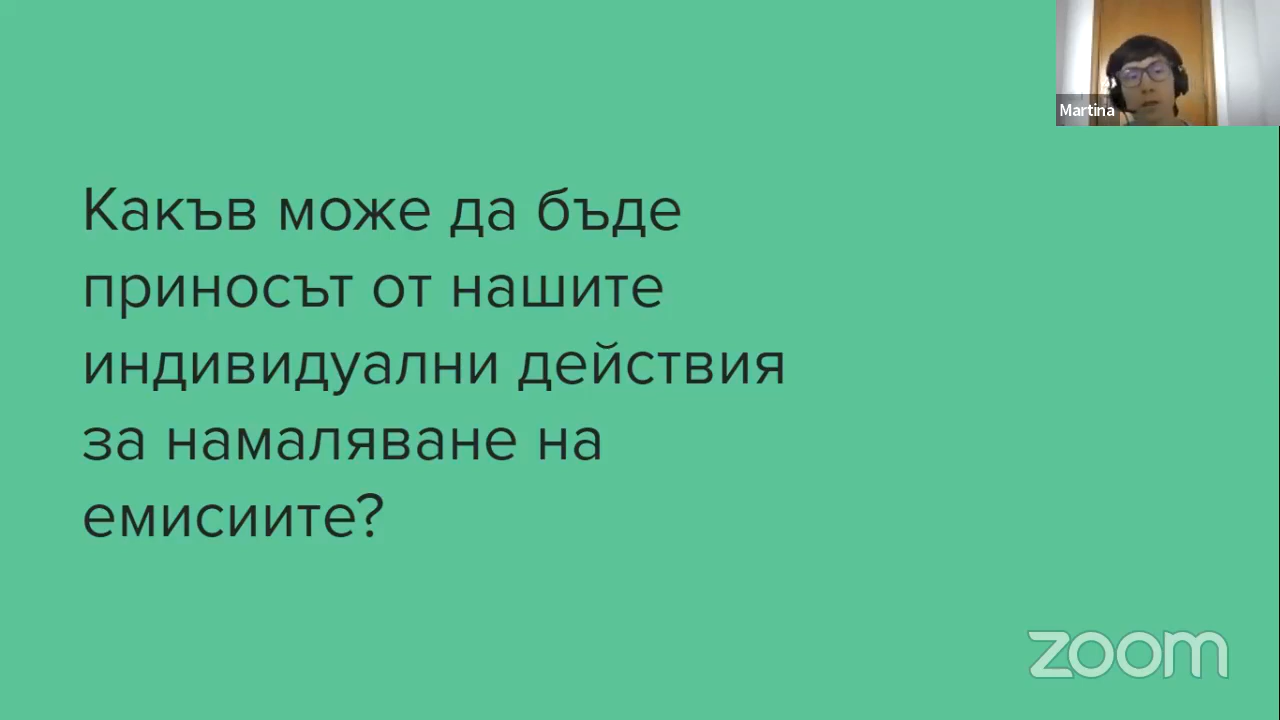 Martina
Какъв може да бъде
приносът от нашите
индивидуални действия
за намаляване на
емисиите?
zoom